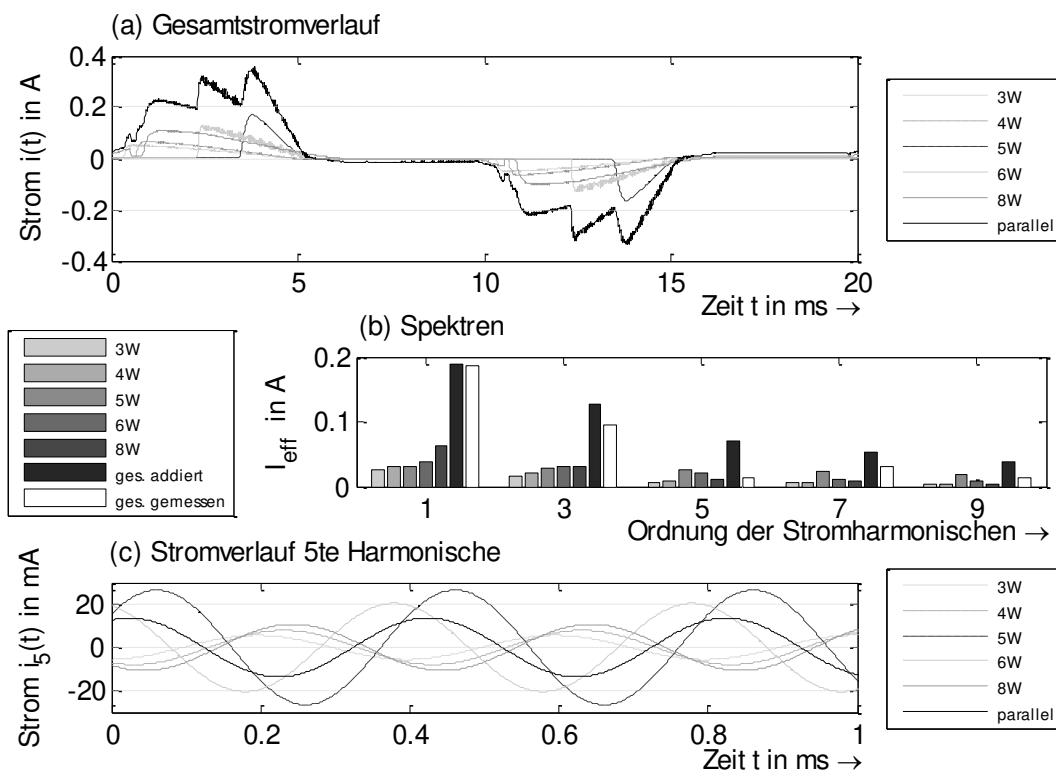 (a) Gesamtstromverlauf
Strom i(t) in A
0.4
0.2
0
-0.2
-0.4
0
5
10
15
20
Zeit t in ms →
3W
4W
5W
6W
8W
parallel
(b) Spektren
3W
4W
5W
6W
8W
ges. addiert
ges. gemessen
I_eff in A
0.2
0.1
0
1
3
5
7
9
Ordnung der Stromharmonischen →
(c) Stromverlauf 5te Harmonische
Strom i_5(t) in mA
20
0
-20
0
0.2
0.4
0.6
0.8
1
Zeit t in ms →
3W
4W
5W
6W
8W
parallel